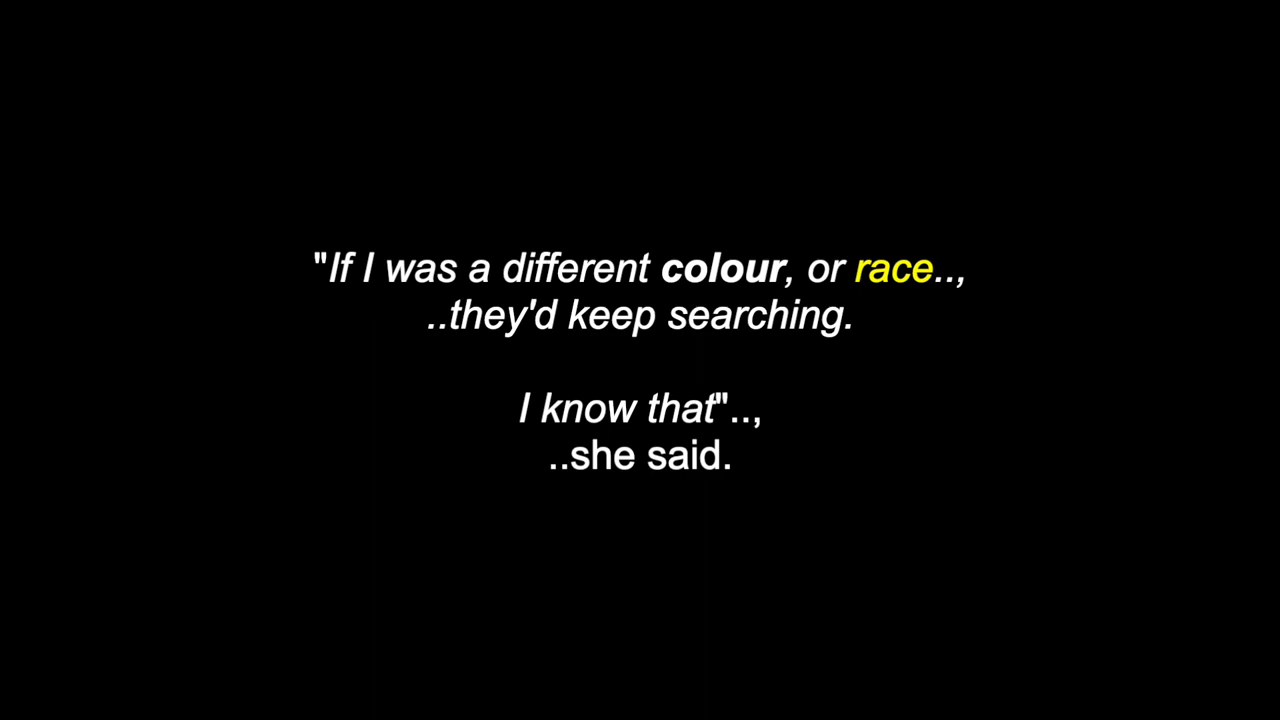 "If I was a different colour, or race..,
..they'd keep searching.
I know that"..,
..she said.